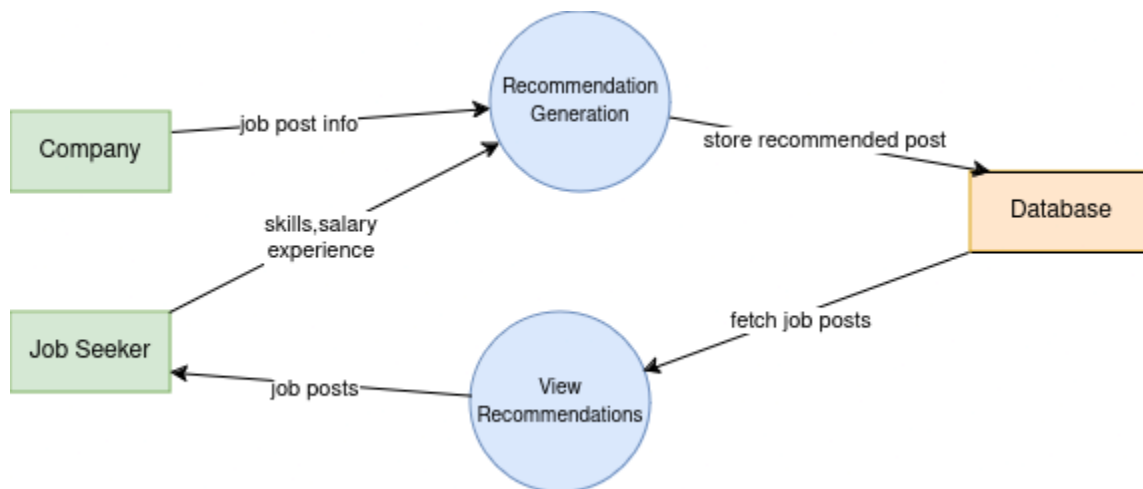 Recommendation
Generation
job post info
Company
store recommended post
Database
skills,salary
experience
fetch job posts
Job Seeker
job posts
View
Recommendations